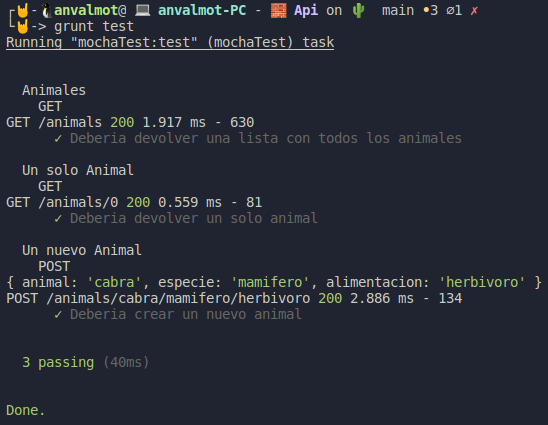 ┌🤘-🐧anvalmot@ 💻 anvalmot-PC - 🧱 Api on 🌵 main •3 ⌀1 ✗
└🤘-> grunt test
Running "mochaTest:test" (mochaTest) task
Animales
GET
GET /animals 200 1.917 ms - 630
✓ Deberia devolver una lista con todos los animales
Un solo Animal
GET
GET /animals/0 200 0.559 ms - 81
✓ Deberia devolver un solo animal
Un nuevo Animal
POST
{ animal: 'cabra', especie: 'mamifero', alimentacion: 'herbivoro' }
POST /animals/cabra/mamifero/herbivoro 200 2.886 ms - 134
✓ Deberia crear un nuevo animal
3 passing (40ms)
Done.